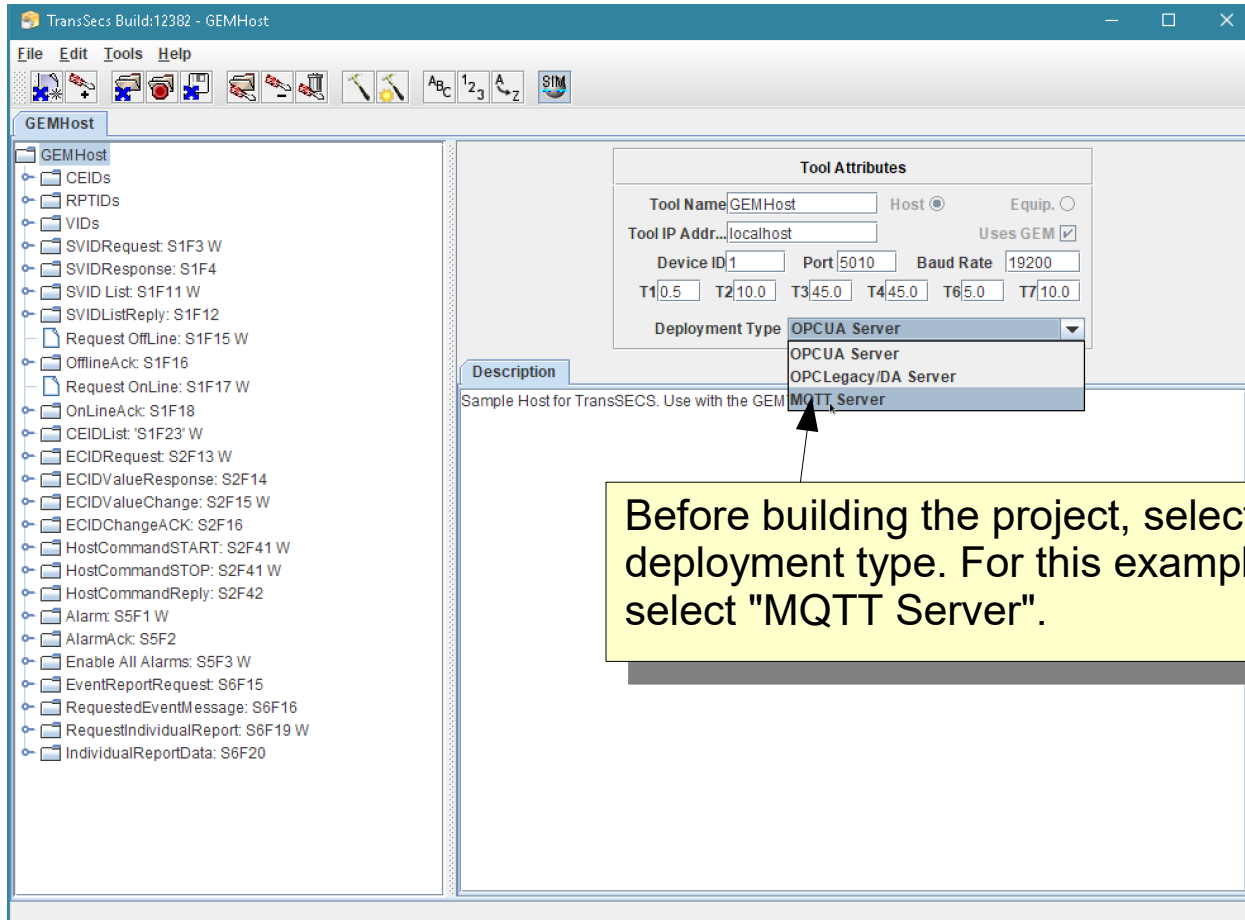 TransSecs Build:12382 - GEMHost
File Edit Tools Help
ABC 123 A Z SIM
GEMHost
GEMHost
CEIDs
RPTIDs
VIDs
SVIDRequest: S1F3 W
SVIDResponse: S1F4
SVID List: S1F11 W
SVIDListReply: S1F12
Request OffLine: S1F15 W
OfflineAck: S1F16
Request OnLine: S1F17 W
OnLineAck: S1F18
CEIDList: 'S1F23' W
ECIDRequest: S2F13 W
ECIDValueResponse: S2F14
ECIDValueChange: S2F15 W
ECIDChangeACK: S2F16
HostCommandSTART: S2F41 W
HostCommandSTOP: S2F41 W
HostCommandReply: S2F42
Alarm: S5F1 W
AlarmAck: S5F2
Enable All Alarms: S5F3 W
EventReportRequest: S6F15
RequestedEventMessage: S6F16
RequestIndividualReport: S6F19 W
IndividualReportData: S6F20
Tool Attributes
Tool Name GEMHost Host Equip.
Tool IP Addr... localhost Uses GEM
Device ID 1 Port 5010 Baud Rate 19200
T1 0.5 T2 10.0 T3 45.0 T4 45.0 T6 5.0 T7 10.0
Deployment Type OPCUA Server
OPCUA Server
OPCLegacy/DA Server
MQTT Server
Description
Sample Host for TransSECS. Use with the GEM
Before building the project, select
deployment type. For this exampl
select "MQTT Server".